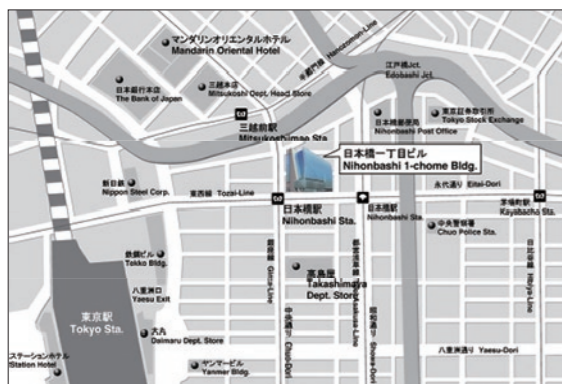 マンダリンオリエンタルホテル
Mandarin Oriental Hotel
半蔵門線 Hanzomon-Line
江戸橋Jct.
Edobashi Jct.
日本銀行本店
The Bank of Japan
三越本店
Mitsukoshi Dept. Head Store
三越前駅
Mitsukoshimae Sta.
日本橋郵便局
Nihonbashi Post Office
東京証券取引所
Tokyo Stock Exchange
日本橋一丁目ビル
Nihonbashi 1-chome Bldg.
新日鉄
Nippon Steel Corp.
東西線 Tozai-Line
永代通り Eitai-Dori
日本橋駅
Nihonbashi Sta.
日本橋駅
Nihonbashi Sta.
茅場町駅
Kayabacho Sta.
中央警察署
Chuo Police Sta.
鉄鋼ビル
Tekko Bldg.
八重洲口
Yaesu Exit
東京駅
Tokyo Sta.
大丸
Daimaru Dept. Store
高島屋
Takashimaya
Dept. Store
銀座線 Ginza-Line
中央通り Chuo-Dori
都営浅草線
Asakusa-Line
昭和通り Showa-Dori
日比谷線 Hibiya-Line
八重洲通り Yaesu-Dori
ステーションホテル
Station Hotel
ヤンマービル
Yanmar Bldg.